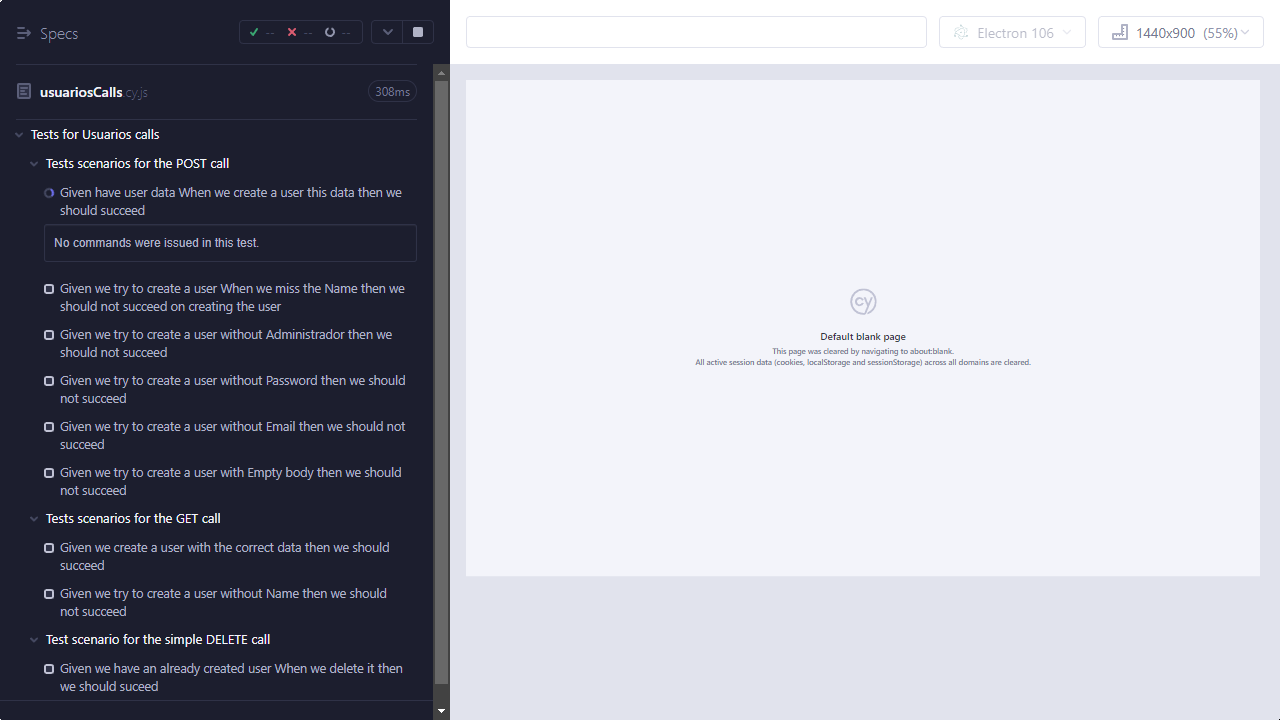 Specs
--
--
--
Electron 106
1440x900 (55%)
usuariosCalls cy.js
308ms
Tests for Usuarios calls
Tests scenarios for the POST call
Given have user data When we create a user this data then we
should succeed
No commands were issued in this test.
Given we try to create a user When we miss the Name then we
should not succeed on creating the user
Given we try to create a user without Administrador then we
should not succeed
Given we try to create a user without Password then we should
not succeed
Given we try to create a user without Email then we should not
succeed
Given we try to create a user with Empty body then we should
not succeed
Tests scenarios for the GET call
Given we create a user with the correct data then we should
succeed
Given we try to create a user without Name then we should
not succeed
Test scenario for the simple DELETE call
Given we have an already created user When we delete it then
we should suceed
cy
Default blank page
This page was cleared by navigating to about:blank.
All active session data (cookies, localStorage and sessionStorage) across all domains are cleared.